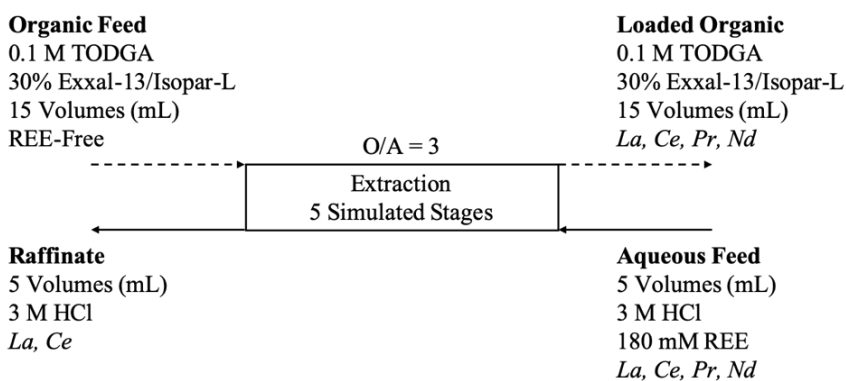 Organic Feed
0.1 M TODGA
30% Exxal-13/Isopar-L
15 Volumes (mL)
REE-Free
Loaded Organic
0.1 M TODGA
30% Exxal-13/Isopar-L
15 Volumes (mL)
La, Ce, Pr, Nd
O/A = 3
Extraction
5 Simulated Stages
Raffinate
5 Volumes (mL)
3 M HCl
La, Ce
Aqueous Feed
5 Volumes (mL)
3 M HCl
180 mM REE
La, Ce, Pr, Nd